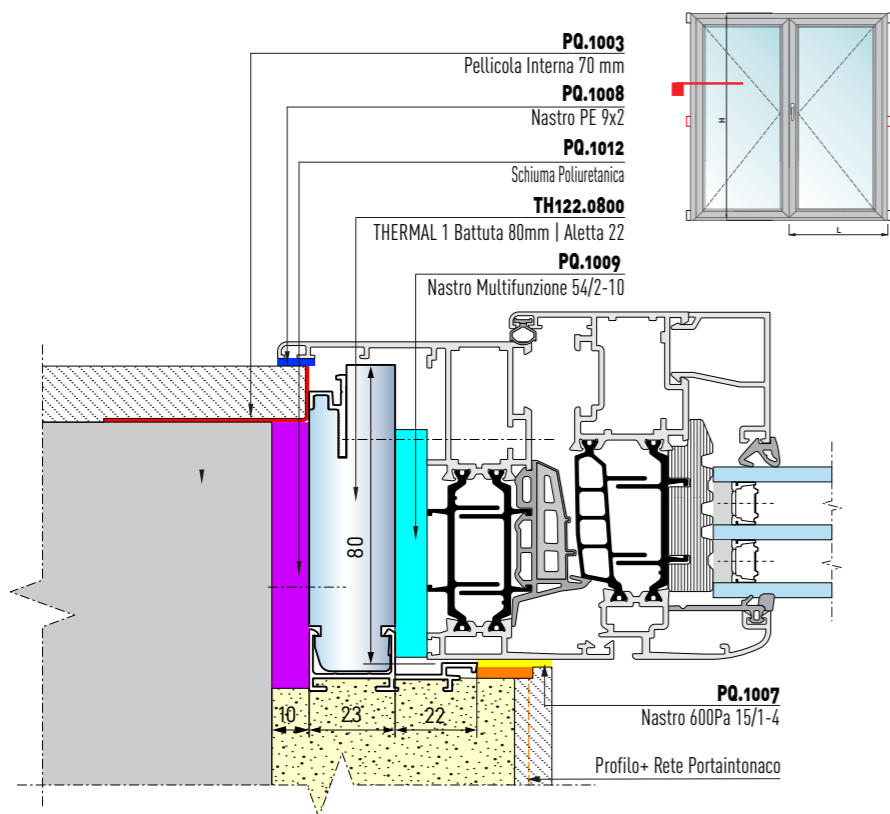 PQ.1003
Pellicola Interna 70 mm
PQ.1008
Nastro PE 9x2
PQ.1012
Schiuma Poliuretanica
TH122.0800
THERMAL 1 Battuta 80mm | Aletta 22
PQ.1009
Nastro Multifunzione 54/2-10
H
L
80
10
23
22
PQ.1007
Nastro 600Pa 15/1-4
Profilo+ Rete Portaintonaco